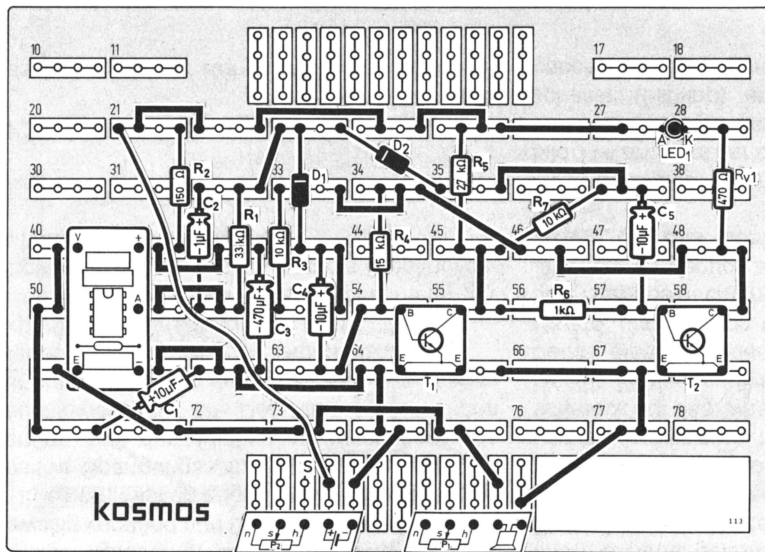 10 11 17 18
20 21 27 28
A K
LED1
D2
R2
150 Ω
R5
27 kΩ
30 31 33 34 35 38
D1
R7
10 kΩ
Rv1
470 Ω
C2
1µF
R1
33 kΩ
R3
10 kΩ
R4
15 kΩ
C5
10µF
40 44 45 46 47 48
V +
A
E −
50 54 55 56 57 58
470µF
C3
C4
10µF
R6
1kΩ
B C
E E
T1
B C
E E
T2
63 64 66 67
+10µF−
C1
72 73 76 77 78
S
kosmos
n s h
P2
+ −
n s h
P1
113